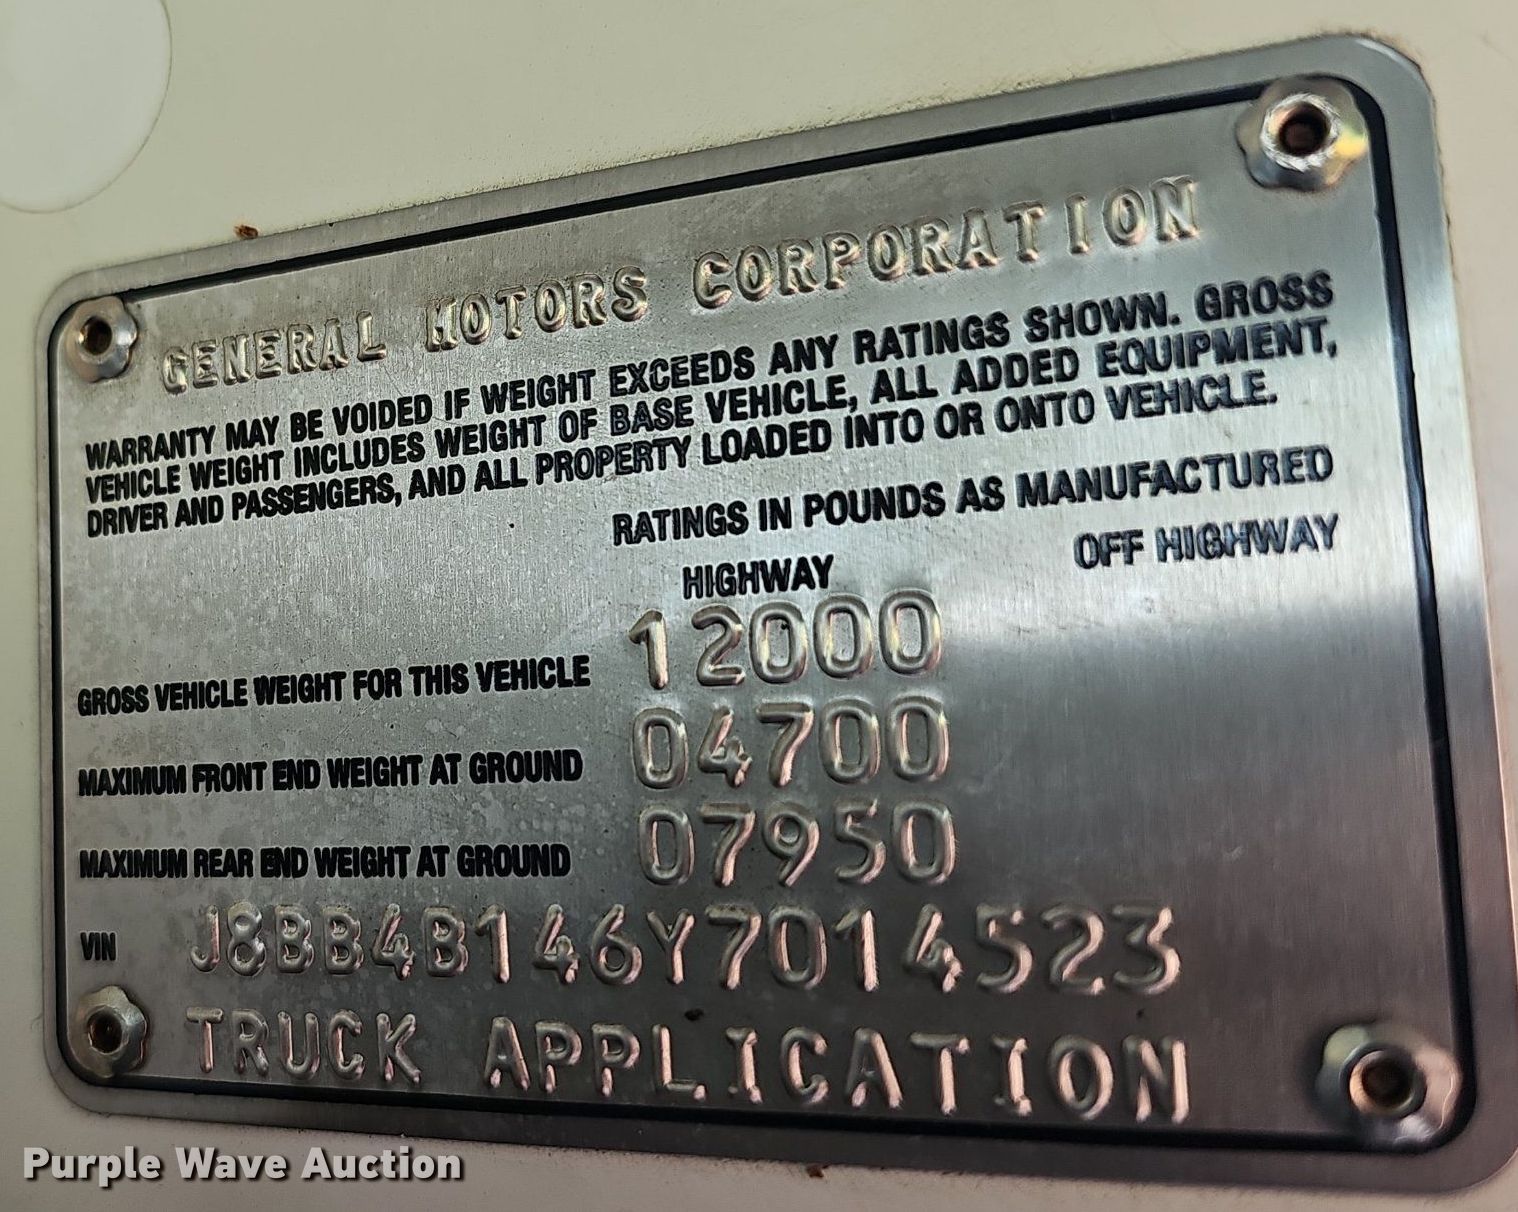 GENERAL MOTORS CORPORATION
WARRANTY MAY BE VOIDED IF WEIGHT EXCEEDS ANY RATINGS SHOWN. GROSS
VEHICLE WEIGHT INCLUDES WEIGHT OF BASE VEHICLE, ALL ADDED EQUIPMENT,
DRIVER AND PASSENGERS, AND ALL PROPERTY LOADED INTO OR ONTO VEHICLE.
RATINGS IN POUNDS AS MANUFACTURED
HIGHWAY OFF HIGHWAY
GROSS VEHICLE WEIGHT FOR THIS VEHICLE 12000
MAXIMUM FRONT END WEIGHT AT GROUND 04700
MAXIMUM REAR END WEIGHT AT GROUND 07950
VIN J8BB4B146Y7014523
TRUCK APPLICATION
Purple Wave Auction